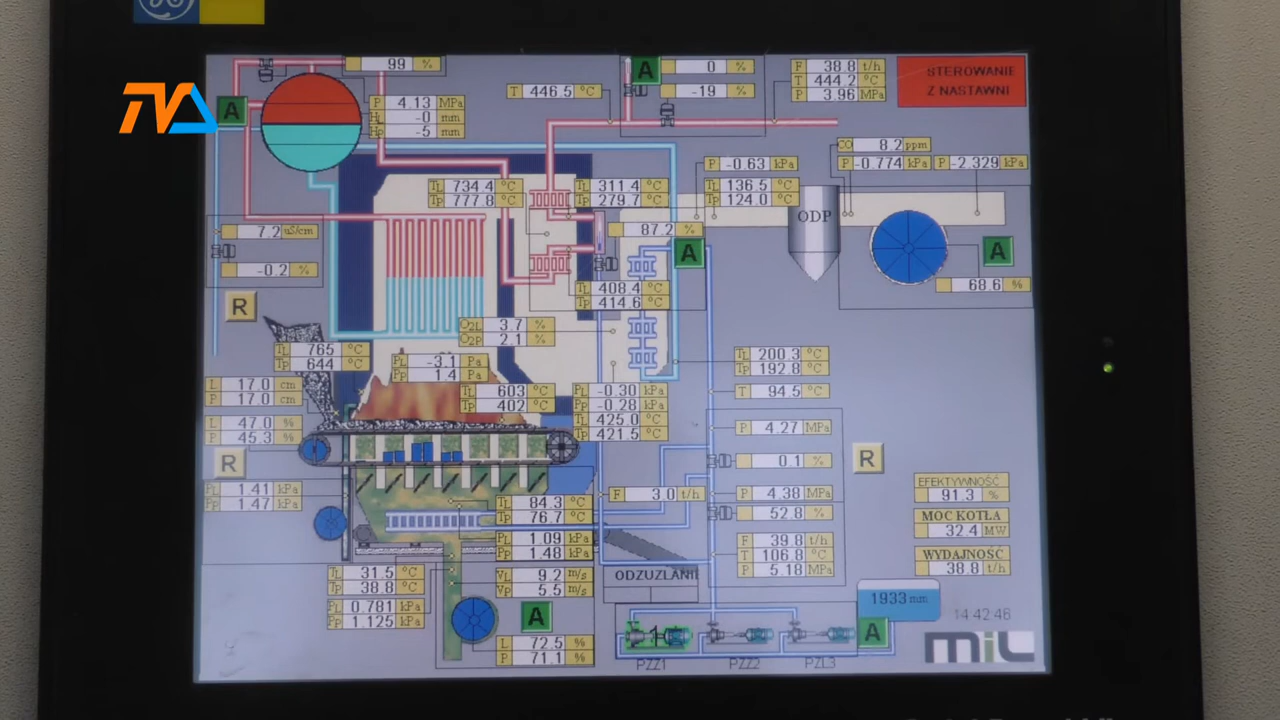 TVA
99 %
A
P 4.13 MPa
-0 mm
-5 mm
T 446.5 °C
A
0 %
-19 %
F 38.8 t/h
T 444.2 °C
P 3.96 MPa
STEROWANIE
Z NASTAWNI
CO 8.2 ppm
P -0.63 kPa
P -0.774 kPa
P -2.329 kPa
TL 734.4 °C
TP 777.8 °C
TL 311.4 °C
TP 279.7 °C
TL 136.5 °C
TP 124.0 °C
ODP
7.2 uS/cm
87.2 %
A
A
-0.2 %
68.6 %
R
TL 408.4 °C
TP 414.6 °C
O2L 3.7 %
O2P 2.1 %
TL 765 °C
TP 644 °C
PL -3.1 Pa
PP 1.4 Pa
TL 200.3 °C
TP 192.8 °C
L 17.0 cm
P 17.0 cm
TL 603 °C
TP 402 °C
PL -0.30 kPa
PP -0.28 kPa
TL 425.0 °C
TP 421.5 °C
T 94.5 °C
L 47.0 %
P 45.3 %
P 4.27 MPa
R
R
0.1 %
PL 1.41 kPa
PP 1.47 kPa
TL 84.3 °C
TP 76.7 °C
F 3.0 t/h
P 4.38 MPa
52.8 %
EFEKTYWNOŚĆ
91.3 %
MOC KOTŁA
32.4 MW
WYDAJNOŚĆ
38.8 t/h
PL 1.09 kPa
PP 1.48 kPa
F 39.8 t/h
T 106.8 °C
P 5.18 MPa
TL 31.5 °C
TP 38.8 °C
PL 0.781 kPa
PP 1.125 kPa
VL 9.2 m/s
VP 5.5 m/s
ODŻUŻLANIE
1933 mm
14:42:46
A
A
L 72.5 %
P 71.1 %
PZZ1
PZZ2
PZL3
MIL